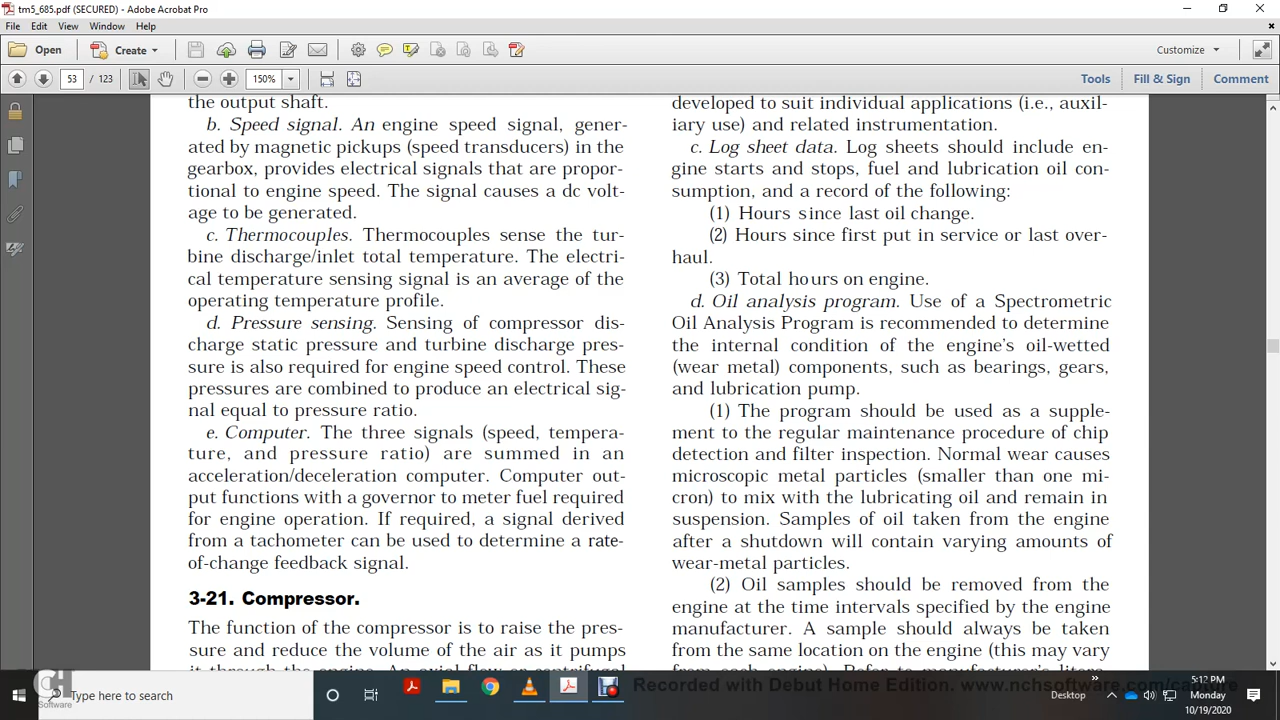 tm5_685.pdf (SECURED) - Adobe Acrobat Pro
File Edit View Window Help
Open Create Customize
53 / 123 150% Tools Fill & Sign Comment
the output shaft.
b. Speed signal. An engine speed signal, gener-
ated by magnetic pickups (speed transducers) in the
gearbox, provides electrical signals that are propor-
tional to engine speed. The signal causes a dc volt-
age to be generated.
c. Thermocouples. Thermocouples sense the tur-
bine discharge/inlet total temperature. The electri-
cal temperature sensing signal is an average of the
operating temperature profile.
d. Pressure sensing. Sensing of compressor dis-
charge static pressure and turbine discharge pres-
sure is also required for engine speed control. These
pressures are combined to produce an electrical sig-
nal equal to pressure ratio.
e. Computer. The three signals (speed, tempera-
ture, and pressure ratio) are summed in an
acceleration/deceleration computer. Computer out-
put functions with a governor to meter fuel required
for engine operation. If required, a signal derived
from a tachometer can be used to determine a rate-
of-change feedback signal.
3-21. Compressor.
The function of the compressor is to raise the pres-
sure and reduce the volume of the air as it pumps
it through the engine. An axial flow or centrifugal
developed to suit individual applications (i.e., auxil-
iary use) and related instrumentation.
c. Log sheet data. Log sheets should include en-
gine starts and stops, fuel and lubrication oil con-
sumption, and a record of the following:
(1) Hours since last oil change.
(2) Hours since first put in service or last over-
haul.
(3) Total hours on engine.
d. Oil analysis program. Use of a Spectrometric
Oil Analysis Program is recommended to determine
the internal condition of the engine's oil-wetted
(wear metal) components, such as bearings, gears,
and lubrication pump.
(1) The program should be used as a supple-
ment to the regular maintenance procedure of chip
detection and filter inspection. Normal wear causes
microscopic metal particles (smaller than one mi-
cron) to mix with the lubricating oil and remain in
suspension. Samples of oil taken from the engine
after a shutdown will contain varying amounts of
wear-metal particles.
(2) Oil samples should be removed from the
engine at the time intervals specified by the engine
manufacturer. A sample should always be taken
from the same location on the engine (this may vary
from each engine). Refer to manufacturer's litera-
Recorded with Debut Home Edition. www.nchsoftware.com/capture
Software
Type here to search
Desktop
5:12 PM
Monday
10/19/2020